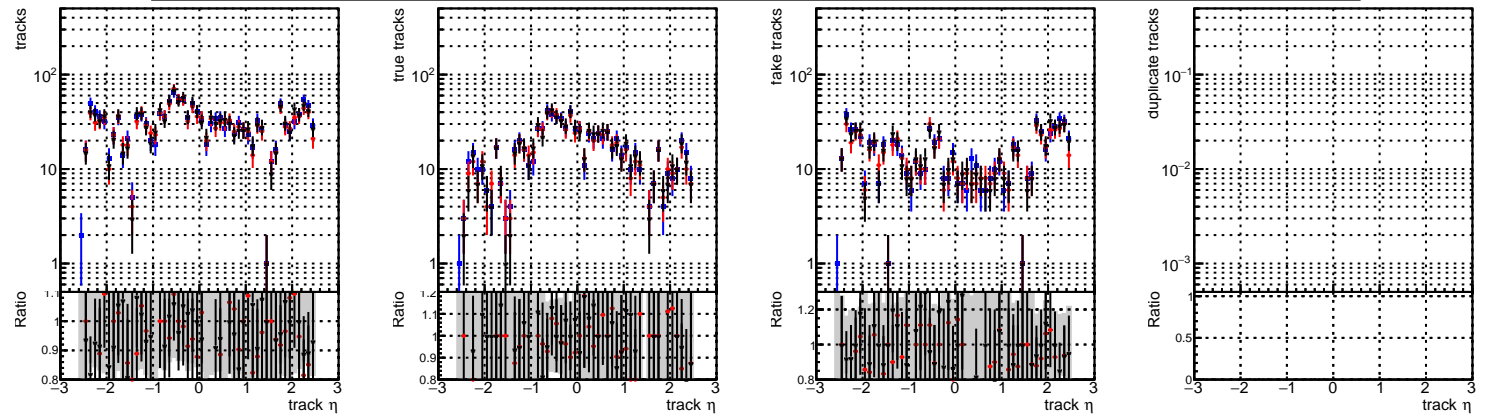 tracks
10²
10
1
Ratio
1.1
1
0.9
0.8
−3 −2 −1 0 1 2 3
track η
true tracks
10²
10
1
Ratio
1.2
1.1
1
0.9
0.8
−3 −2 −1 0 1 2 3
track η
fake tracks
10²
10
1
Ratio
1.2
1
0.8
−3 −2 −1 0 1 2 3
track η
duplicate tracks
10⁻¹
10⁻²
10⁻³
Ratio
1
0.5
0
−3 −2 −1 0 1 2 3
track η